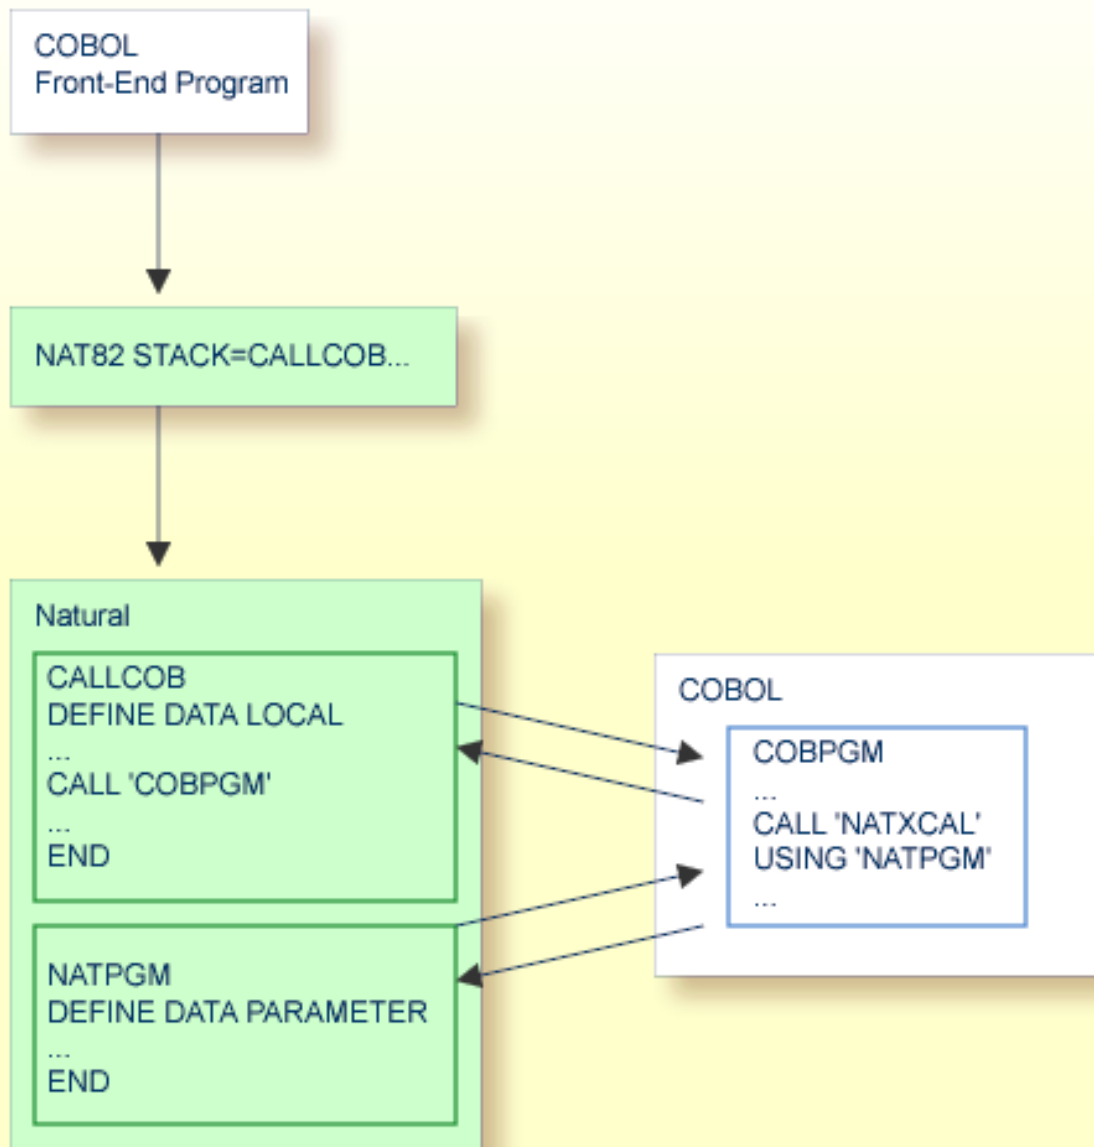 COBOL
Front-End Program
NAT82 STACK=CALLCOB...
Natural
CALLCOB
DEFINE DATA LOCAL
...
CALL 'COBPGM'
...
END
NATPGM
DEFINE DATA PARAMETER
...
END
COBOL
COBPGM
...
CALL 'NATXCAL'
USING 'NATPGM'
...